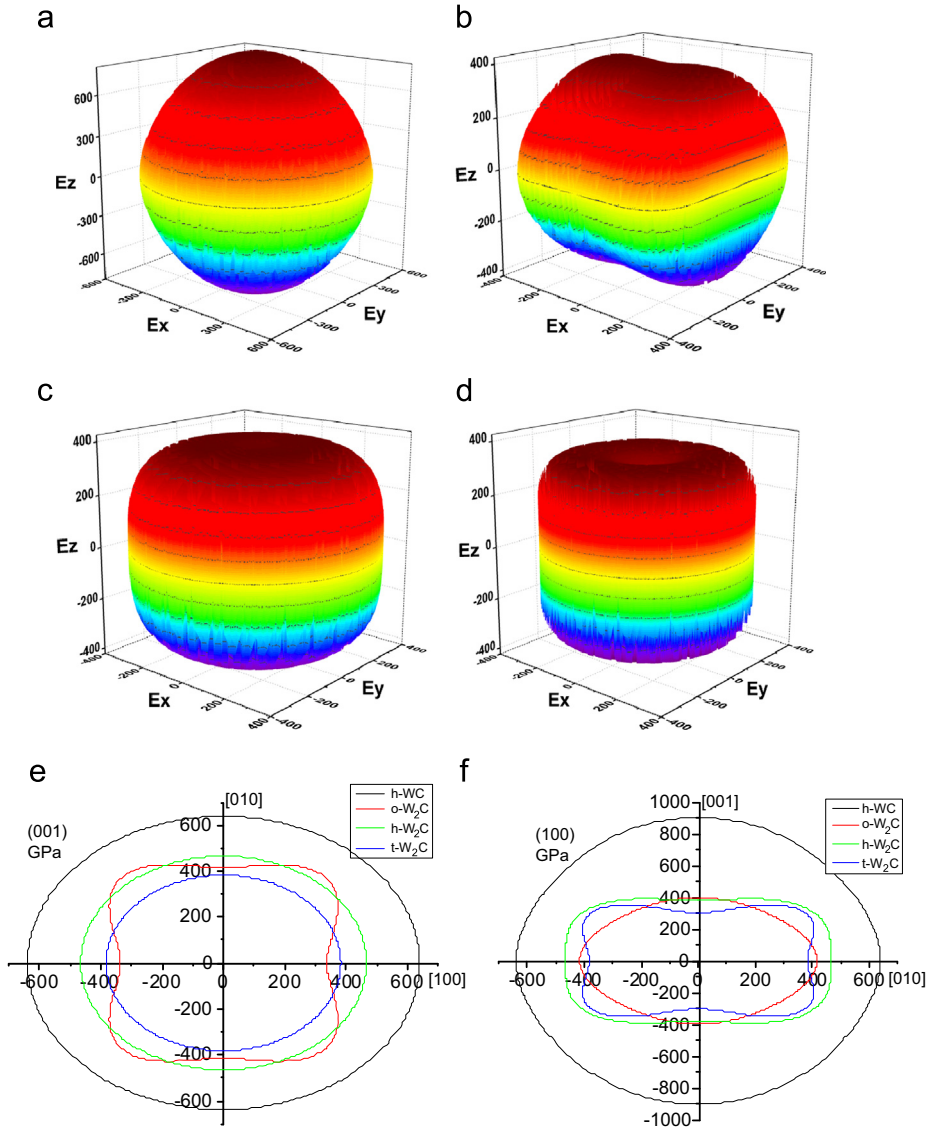 a
600
300
0
-300
-600
Ez
-600
-300
0
300
600
Ex
-600
-300
0
300
600
Ey
b
400
200
0
-200
-400
Ez
-400
-200
0
200
400
Ex
-400
-200
0
200
400
Ey
c
400
200
0
-200
-400
Ez
-400
-200
0
200
400
Ex
-400
-200
0
200
400
Ey
d
400
200
0
-200
-400
Ez
-400
-200
0
200
400
Ex
-400
-200
0
200
400
Ey
e
(001)
GPa
[010]
h-WC
o-W₂C
h-W₂C
t-W₂C
600
400
200
0
-200
-400
-600
-600 -400 -200 0 200 400 600 [100]
f
(100)
GPa
[001]
h-WC
o-W₂C
h-W₂C
t-W₂C
1000
800
600
400
200
0
-200
-400
-600
-800
-1000
-600 -400 -200 0 200 400 600 [010]